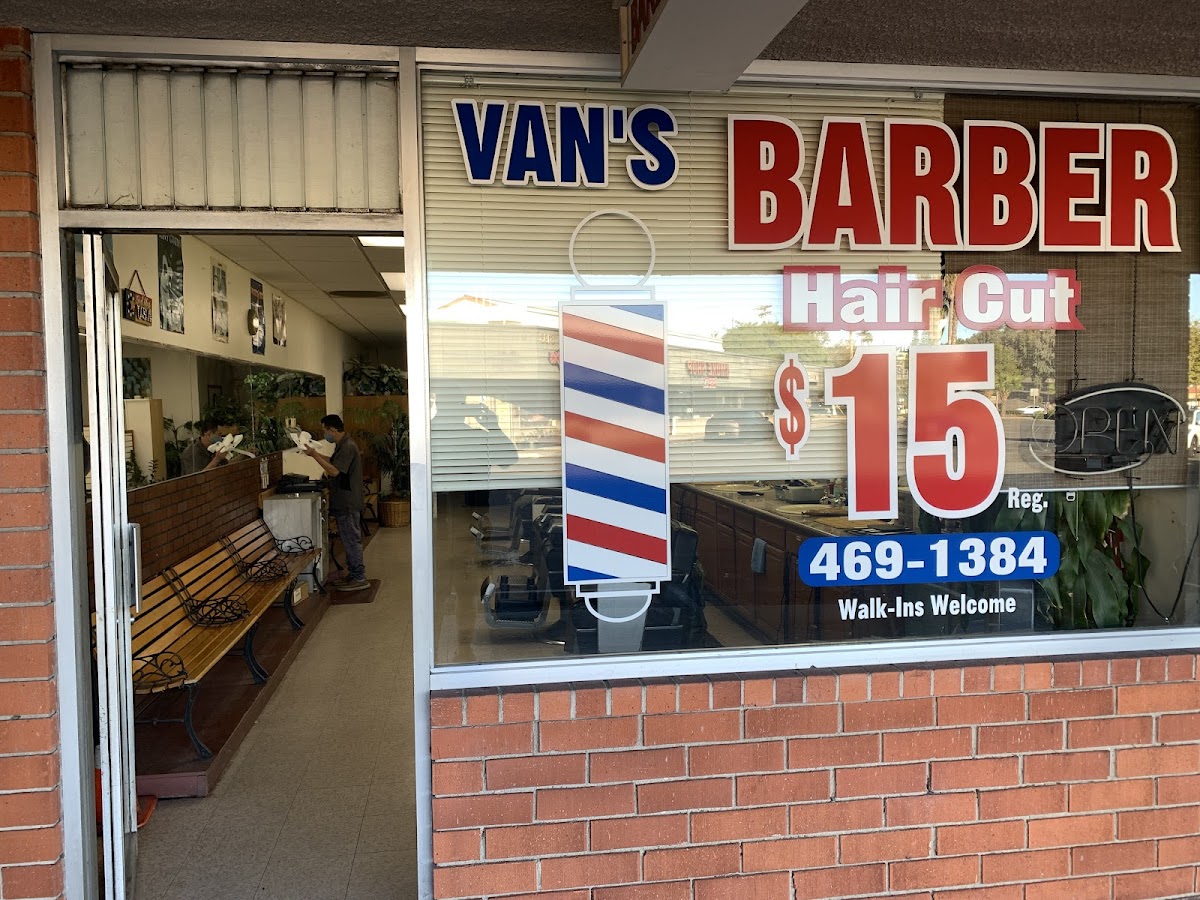 VAN'S
BARBER
Hair Cut
$15
Reg.
OPEN
469-1384
Walk-Ins Welcome